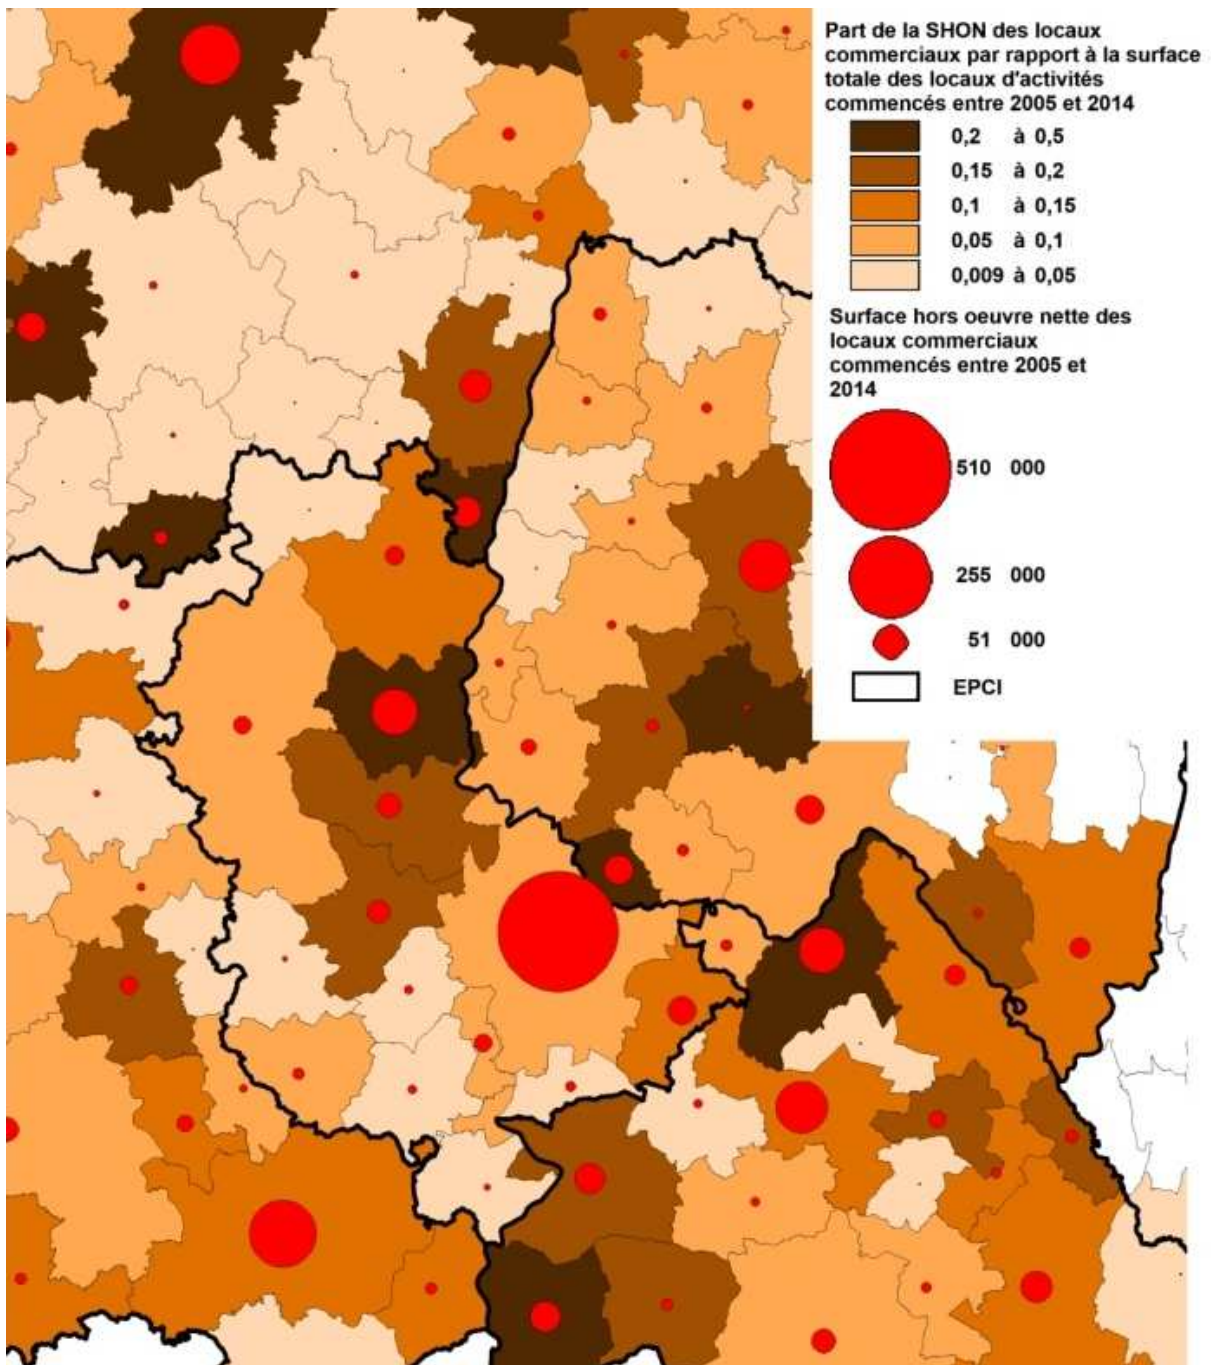 Part de la SHON des locaux
commerciaux par rapport à la surface
totale des locaux d'activités
commencés entre 2005 et 2014
0,2 à 0,5
0,15 à 0,2
0,1 à 0,15
0,05 à 0,1
0,009 à 0,05
Surface hors oeuvre nette des
locaux commerciaux
commencés entre 2005 et
2014
510 000
255 000
51 000
EPCI